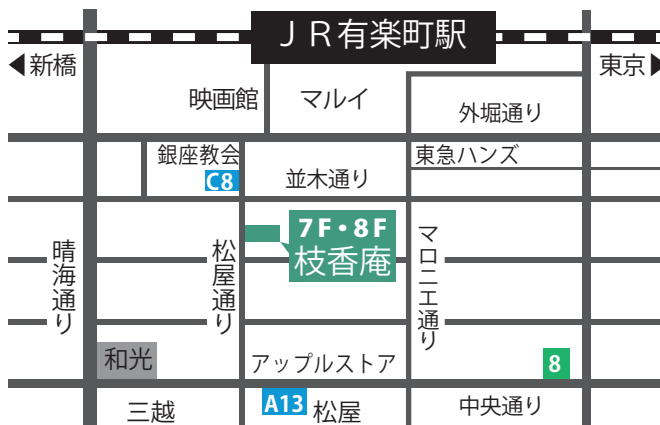 ＪＲ有楽町駅
◀新橋
東京▶
映画館
マルイ
外堀通り
銀座教会
C8
並木通り
東急ハンズ
7F・8F
枝香庵
晴海通り
松屋通り
マロニエ通り
和光
アップルストア
8
三越
A13
松屋
中央通り